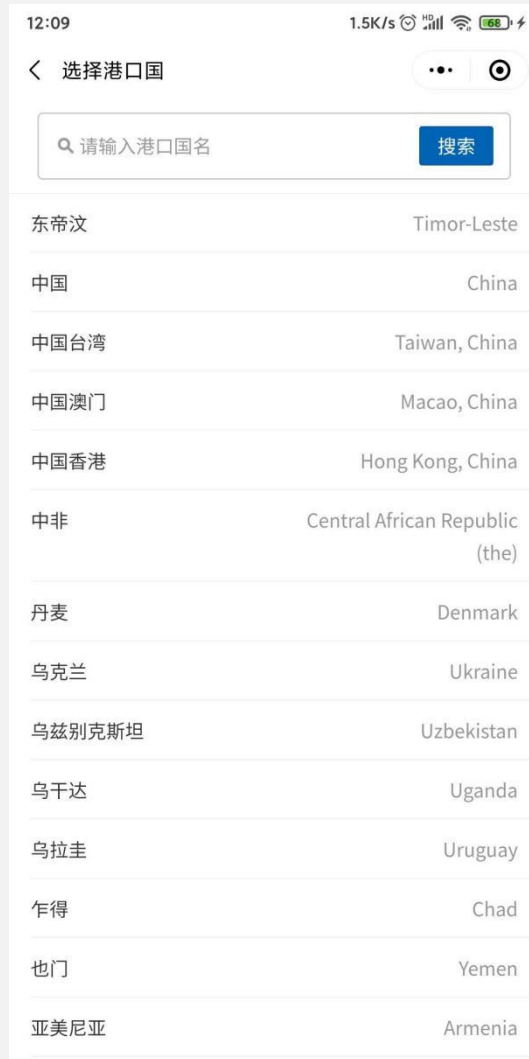 12:09 1.5K/s HD 68
选择港口国
请输入港口国名 搜索
东帝汶 Timor-Leste
中国 China
中国台湾 Taiwan, China
中国澳门 Macao, China
中国香港 Hong Kong, China
中非 Central African Republic
(the)
丹麦 Denmark
乌克兰 Ukraine
乌兹别克斯坦 Uzbekistan
乌干达 Uganda
乌拉圭 Uruguay
乍得 Chad
也门 Yemen
亚美尼亚 Armenia